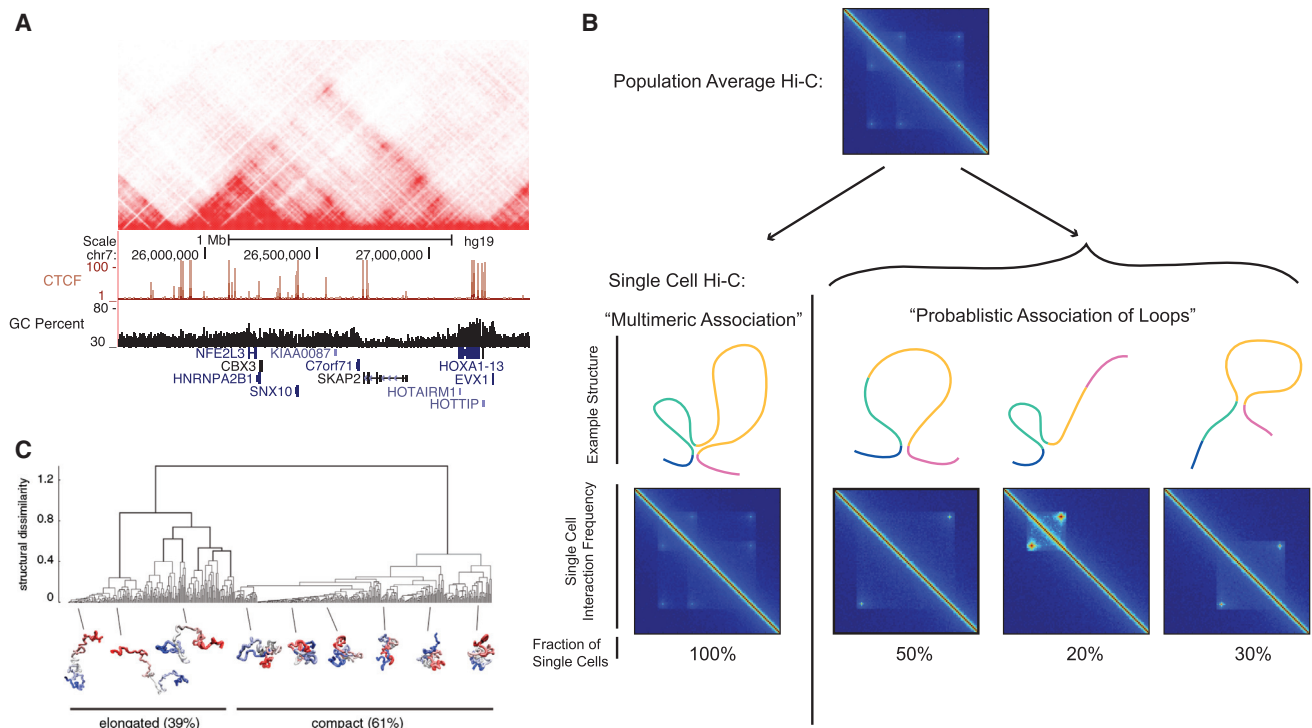 A
Scale
1 Mb
hg19
chr7:
26,000,000
26,500,000
27,000,000
100
CTCF
1
80
GC Percent
30
NFE2L3
KIAA0087
CBX3
C7orf71
HOXA1-13
HNRNPA2B1
SKAP2
EVX1
SNX10
HOTAIRM1
HOTTIP
B
Population Average Hi-C:
Single Cell Hi-C:
“Multimeric Association”
“Probablistic Association of Loops”
Example Structure
Single Cell
Interaction Frequency
Fraction of
Single Cells
100%
50%
20%
30%
C
structural dissimilarity
1.2
0.8
0.4
0
elongated (39%)
compact (61%)